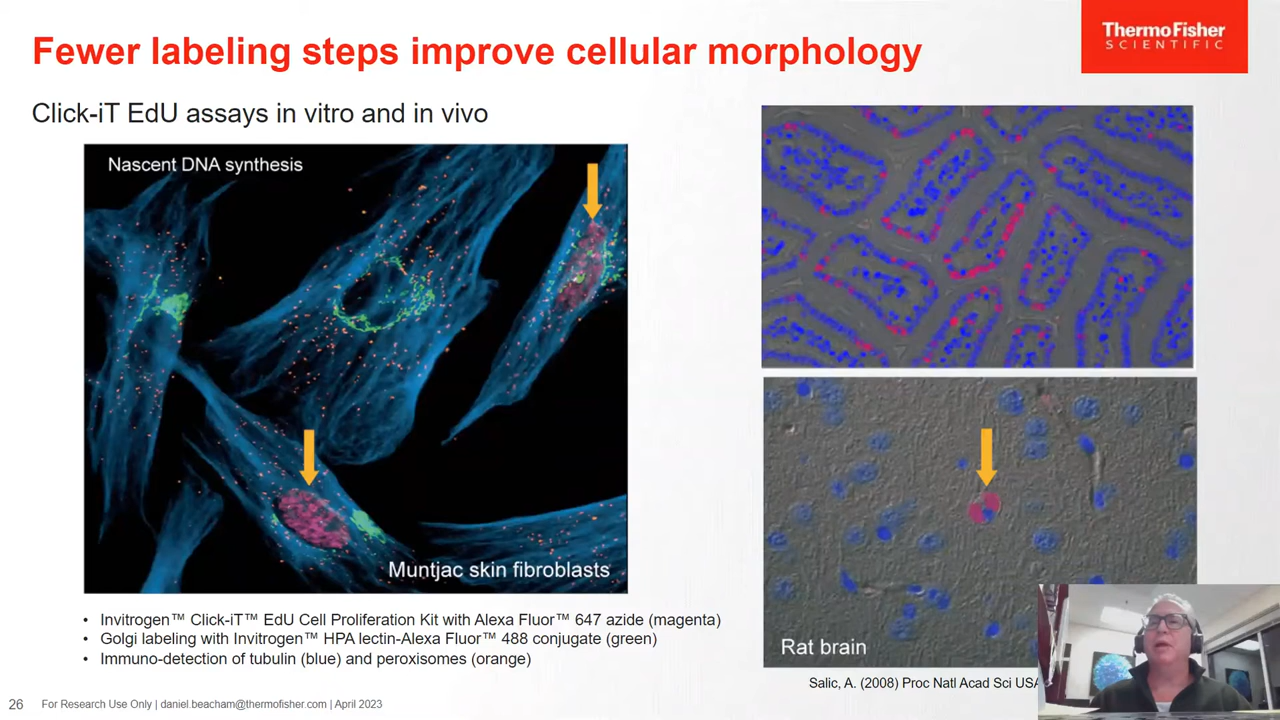 Fewer labeling steps improve cellular morphology
ThermoFisher
SCIENTIFIC
Click-iT EdU assays in vitro and in vivo
Nascent DNA synthesis
Muntjac skin fibroblasts
• Invitrogen™ Click-iT™ EdU Cell Proliferation Kit with Alexa Fluor™ 647 azide (magenta)
• Golgi labeling with Invitrogen™ HPA lectin-Alexa Fluor™ 488 conjugate (green)
• Immuno-detection of tubulin (blue) and peroxisomes (orange)
Rat brain
Salic, A. (2008) Proc Natl Acad Sci USA
26 For Research Use Only | daniel.beacham@thermofisher.com | April 2023